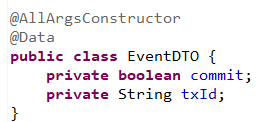 @AllArgsConstructor
@Data
public class EventDTO {
    private boolean commit;
    private String txId;
}